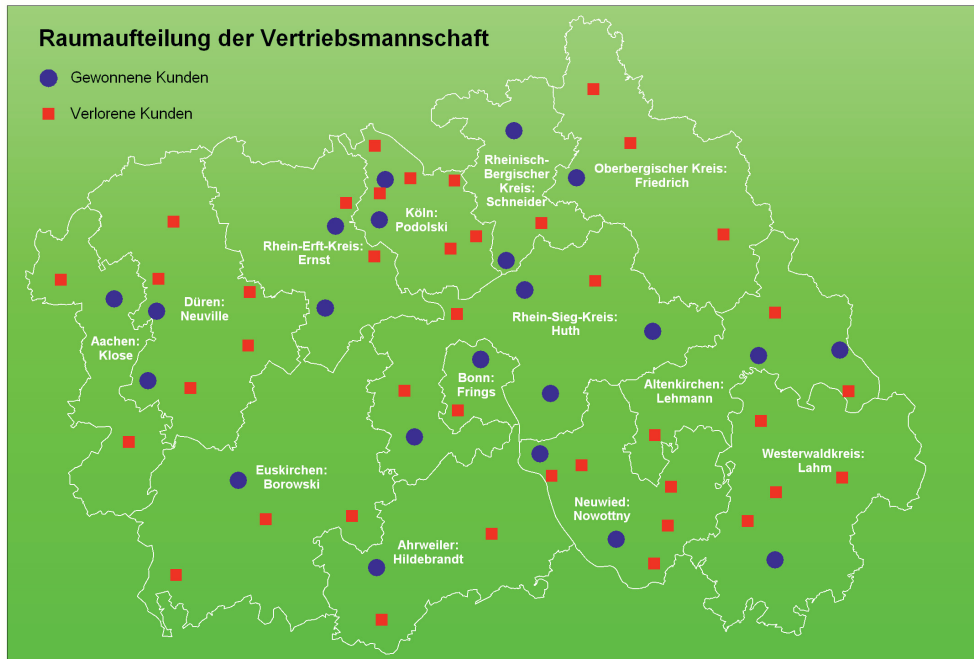 Raumaufteilung der Vertriebsmannschaft
Gewonnene Kunden
Verlorene Kunden
Rheinisch-
Bergischer
Kreis:
Schneider
Oberbergischer Kreis:
Friedrich
Köln:
Podolski
Rhein-Erft-Kreis:
Ernst
Düren:
Neuville
Rhein-Sieg-Kreis:
Huth
Aachen:
Klose
Bonn:
Frings
Altenkirchen:
Lehmann
Westerwaldkreis:
Lahm
Euskirchen:
Borowski
Neuwied:
Nowottny
Ahrweiler:
Hildebrandt